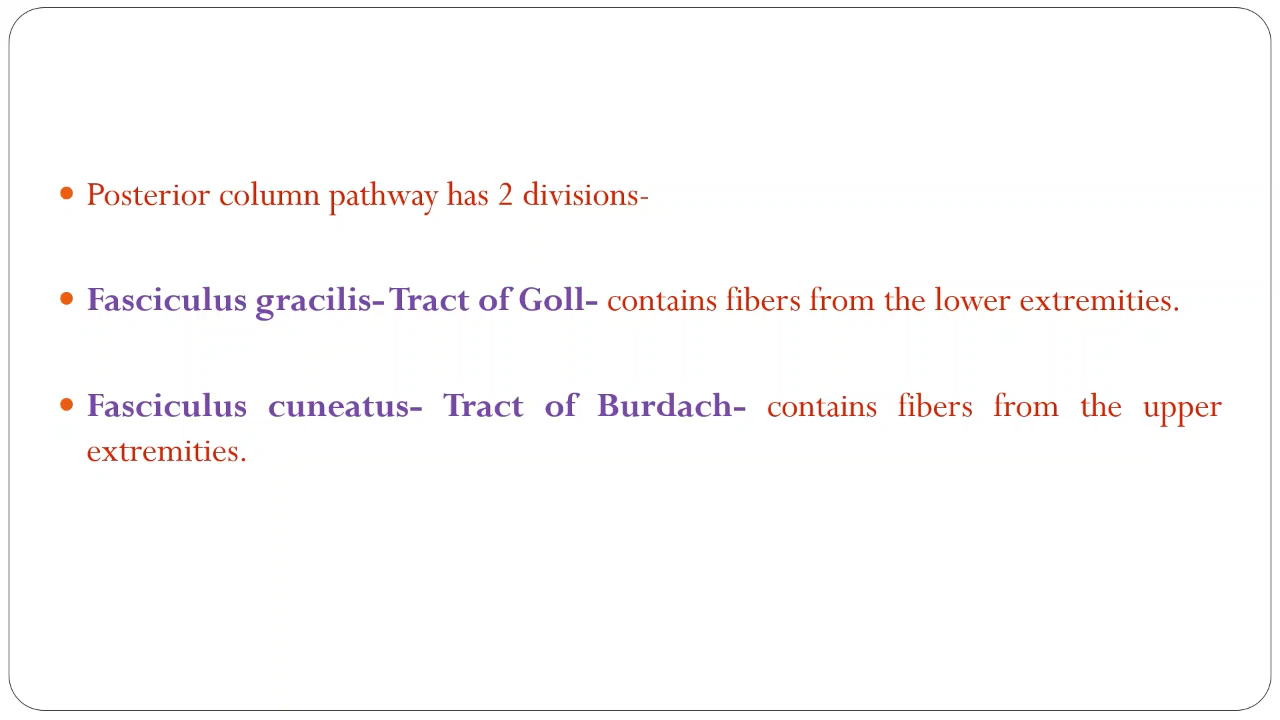 Posterior column pathway has 2 divisions-
Fasciculus gracilis- Tract of Goll- contains fibers from the lower extremities.
Fasciculus cuneatus- Tract of Burdach- contains fibers from the upper
extremities.